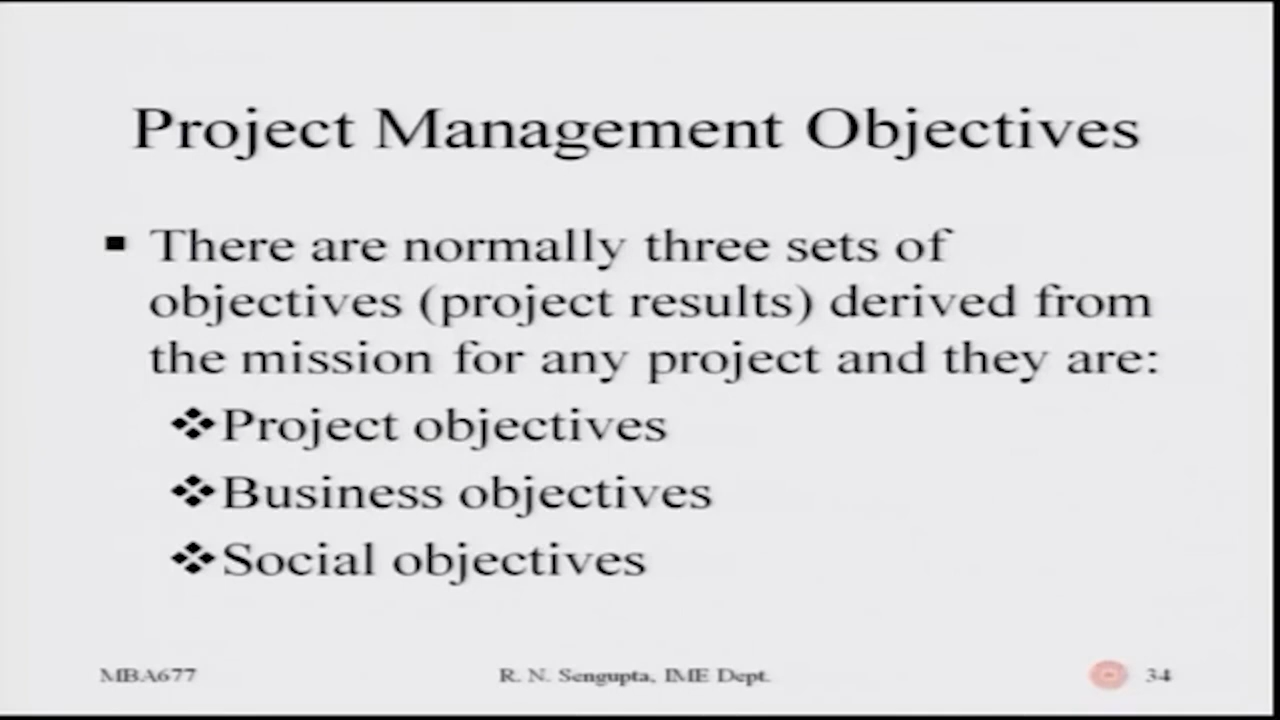 Project Management Objectives
▪ There are normally three sets of
objectives (project results) derived from
the mission for any project and they are:
❖Project objectives
❖Business objectives
❖Social objectives
MBA677 R. N. Sengupta, IME Dept. 34